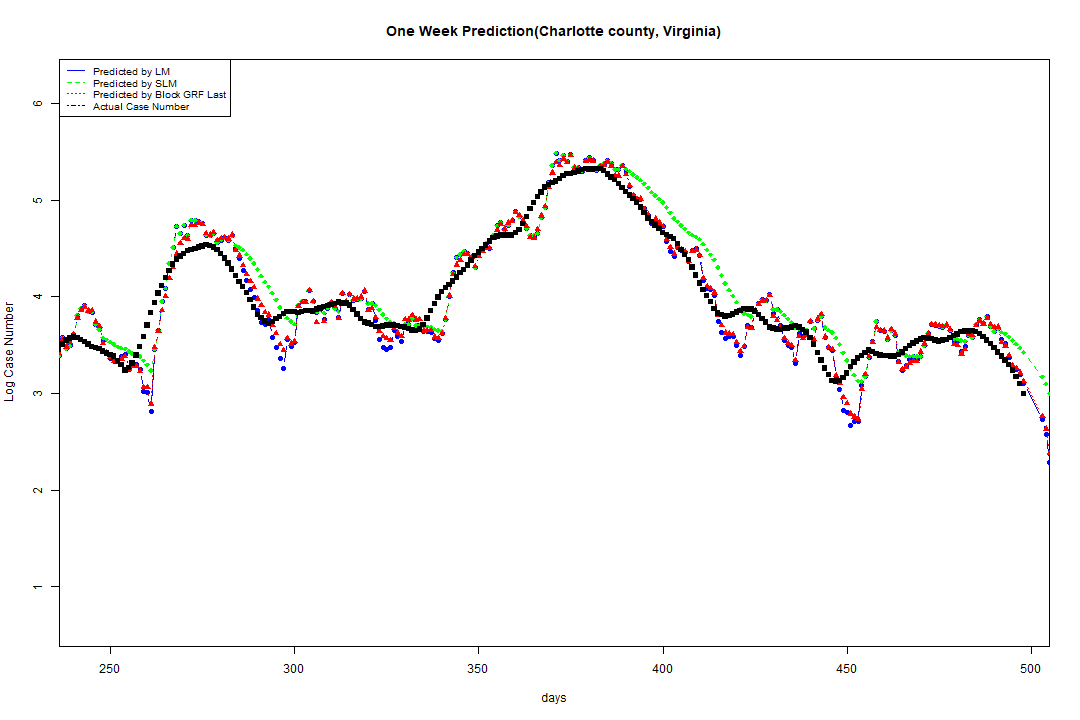 One Week Prediction(Charlotte county, Virginia)
Predicted by LM
Predicted by SLM
Predicted by Block GRF Last
Actual Case Number
6
5
4
3
2
1
Log Case Number
250 300 350 400 450 500
days